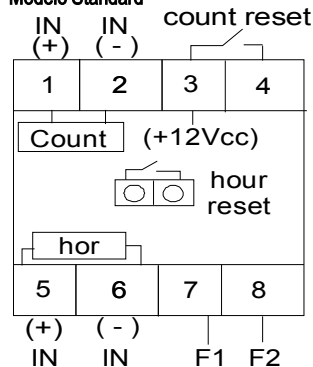 Modelo Standard
IN IN count reset
(+) ( - )
1 2 3 4
Count (+12Vcc)
hour
reset
hor
5 6 7 8
(+) ( - )
IN IN F1 F2